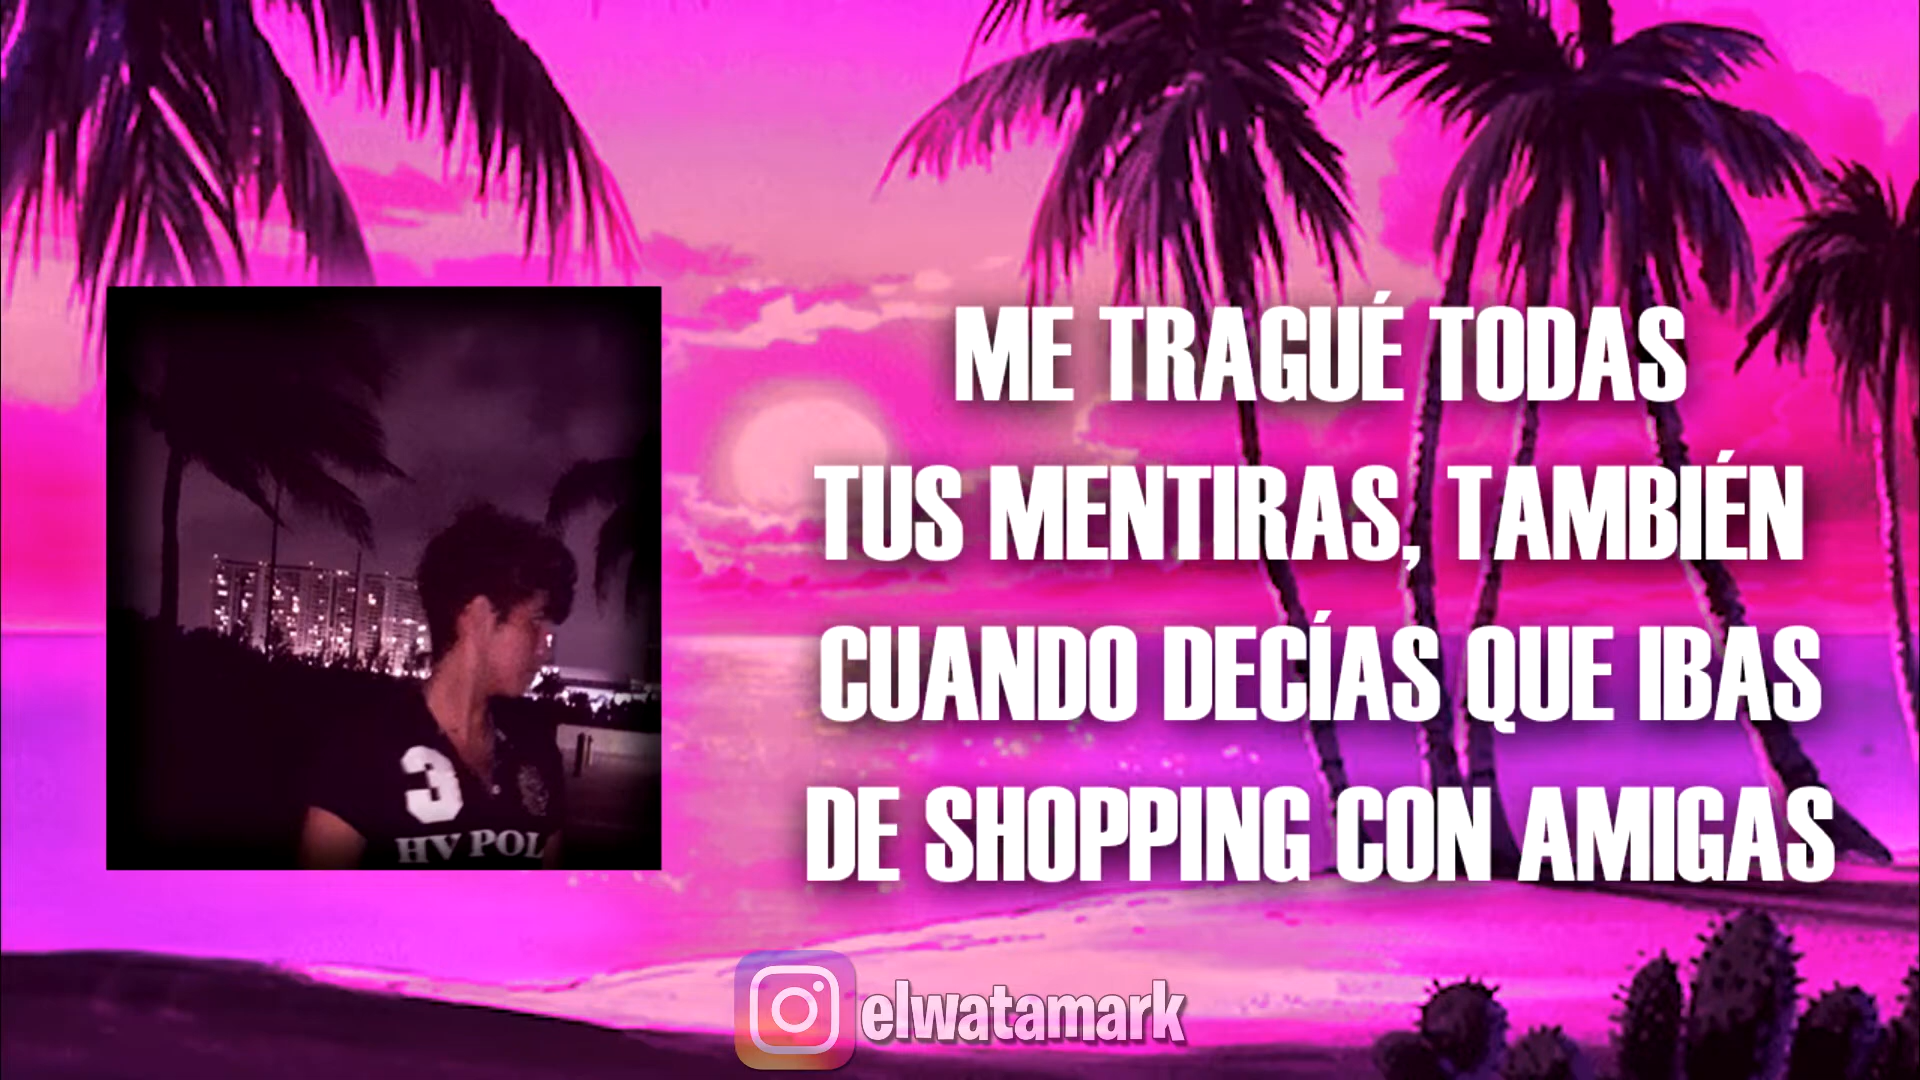 ME TRAGUÉ TODAS
TUS MENTIRAS, TAMBIÉN
CUANDO DECÍAS QUE IBAS
DE SHOPPING CON AMIGAS
3
HV POL
elwatamark